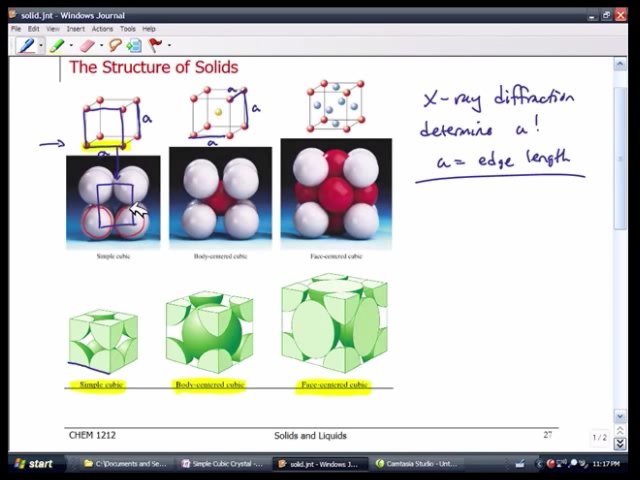 solid.jnt - Windows Journal
File Edit View Insert Actions Tools Help
The Structure of Solids
a
a
a
a
a
X-ray diffraction
determine a!
a = edge length
Simple cubic
Body-centered cubic
Face-centered cubic
Simple cubic
Body-centered cubic
Face-centered cubic
CHEM 1212
Solids and Liquids
27
1 / 2
start
C:\Documents and Se...
Simple Cubic Crystal -...
solid.jnt - Windows J...
Camtasia Studio - Unt...
11:17 PM